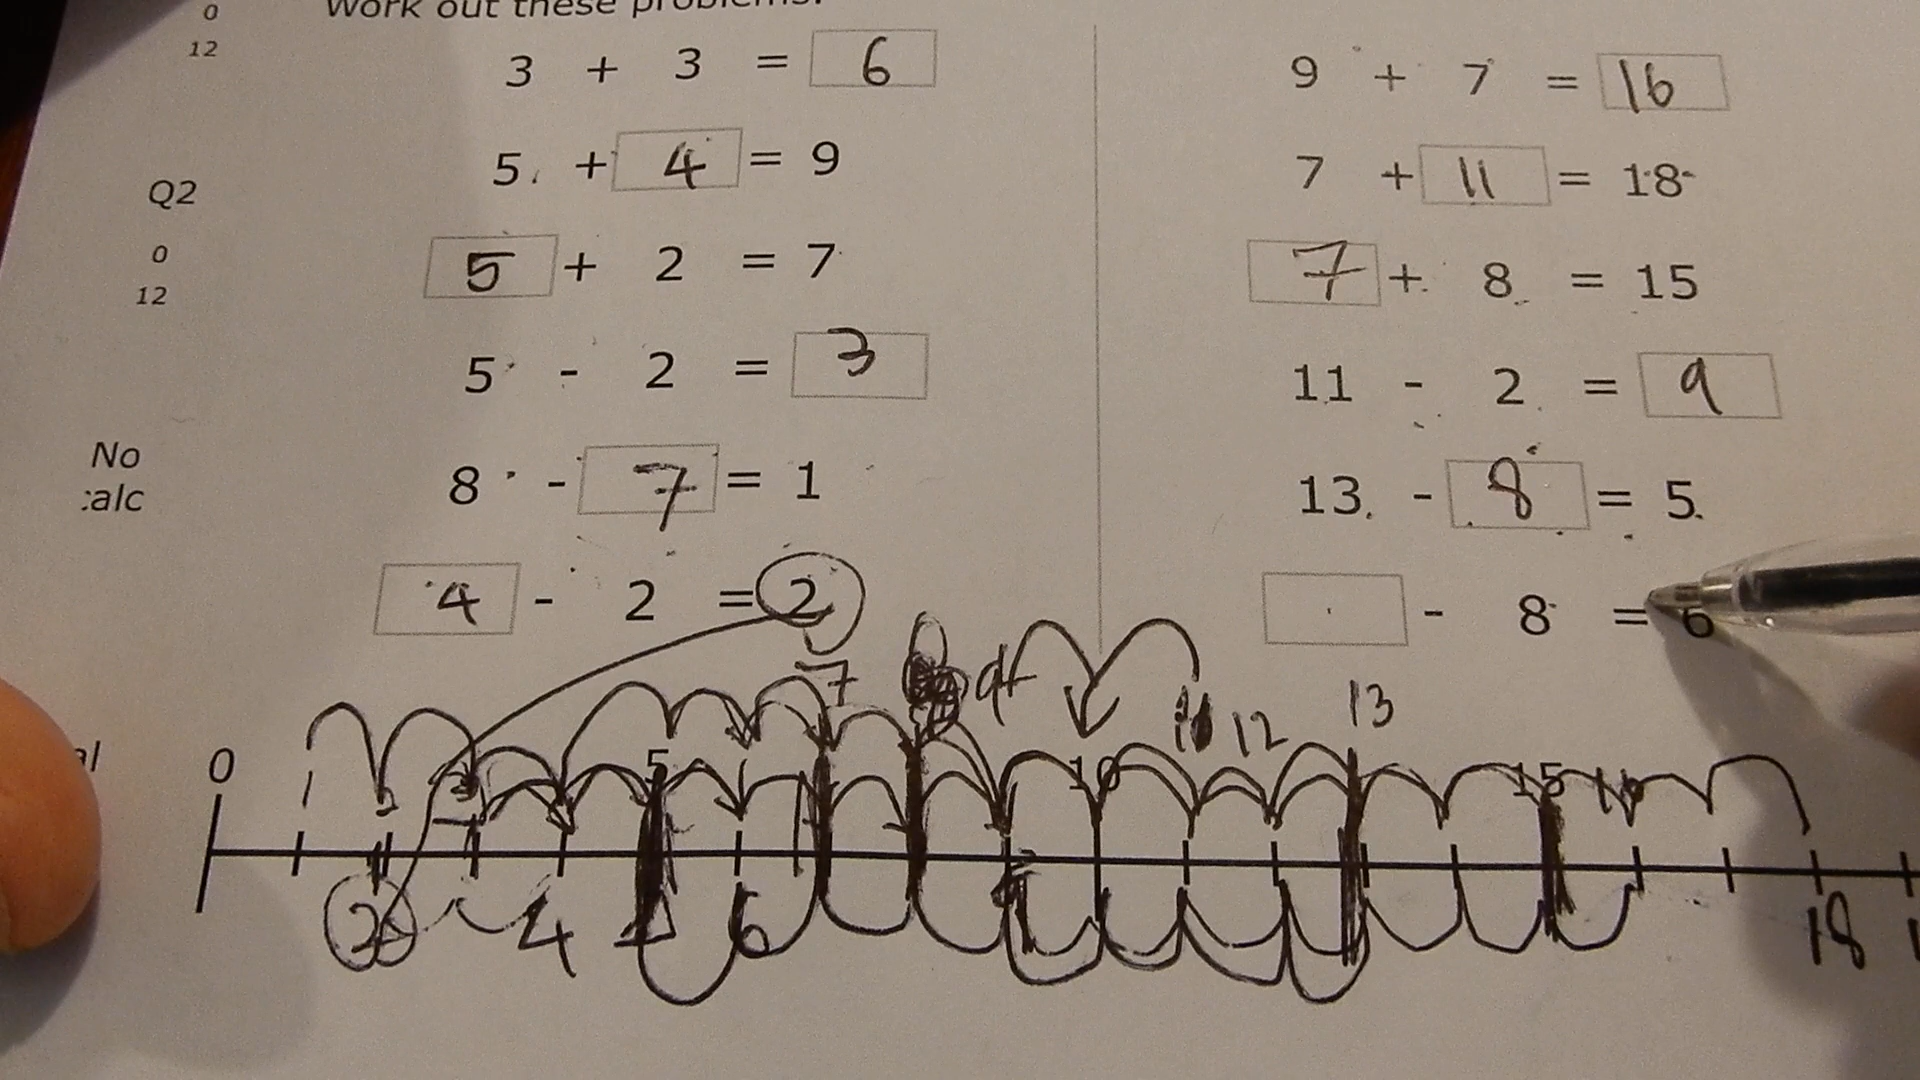 0
12
Work out these problems.
3 + 3 = 6
5 + 4 = 9
5 + 2 = 7
5 - 2 = 3
8 - 7 = 1
4 - 2 = 2
9 + 7 = 16
7 + 11 = 18
7 + 8 = 15
11 - 2 = 9
13 - 8 = 5
- 8 = 6
Q2
0
12
No
calc
7 9 13
0 5 10 12 15 16
2 4 6 18